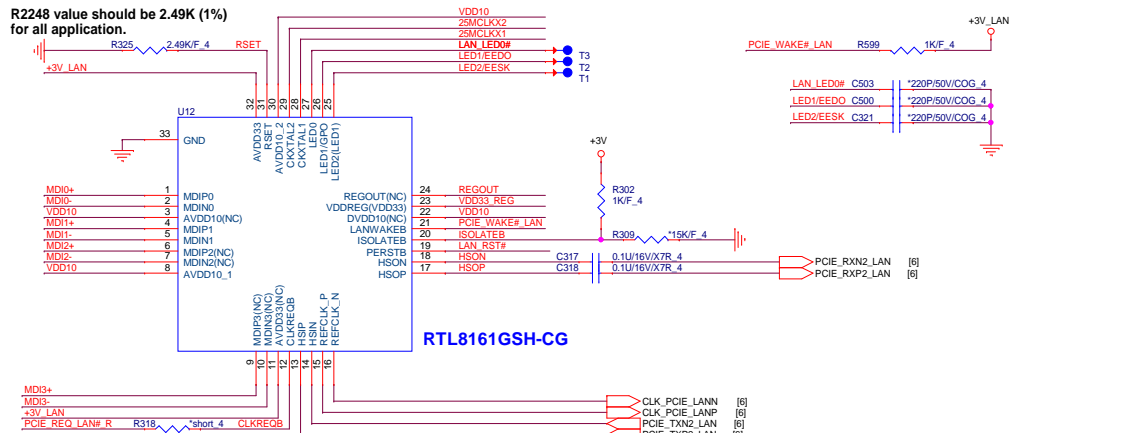 R2248 value should be 2.49K (1%)
for all application.
R325 2.49K/F_4 RSET
+3V_LAN
VDD10
25MCLKX2
25MCLKX1
LAN_LED0#
LED1/EEDO
LED2/EESK
T3
T2
T1
PCIE_WAKE#_LAN R599 1K/F_4
+3V_LAN
LAN_LED0# C503 *220P/50V/COG_4
LED1/EEDO C500 *220P/50V/COG_4
LED2/EESK C321 *220P/50V/COG_4
U12
32 31 30 29 28 27 26 25
AVDD33
RSET
AVDD10_2
CKXTAL2
CKXTAL1
LED0
LED1/GPO
LED2(LED1)
33 GND
MDI0+ 1 MDIP0
MDI0- 2 MDIN0
VDD10 3 AVDD10(NC)
MDI1+ 4 MDIP1
MDI1- 5 MDIN1
MDI2+ 6 MDIP2(NC)
MDI2- 7 MDIN2(NC)
VDD10 8 AVDD10_1
REGOUT(NC) 24 REGOUT
VDDREG(VDD33) 23 VDD33_REG
DVDD10(NC) 22 VDD10
LANWAKEB 21 PCIE_WAKE#_LAN
ISOLATEB 20 ISOLATEB
PERSTB 19 LAN_RST#
HSON 18 HSON C317 0.1U/16V/X7R_4 PCIE_RXN2_LAN [6]
HSOP 17 HSOP C318 0.1U/16V/X7R_4 PCIE_RXP2_LAN [6]
+3V
R302
1K/F_4
R309 *15K/F_4
MDIP3(NC)
MDIN3(NC)
AVDD33(NC)
CLKREQB
HSIP
HSIN
REFCLK_P
REFCLK_N
9 10 11 12 13 14 15 16
RTL8161GSH-CG
MDI3+
MDI3-
+3V_LAN
PCIE_REQ_LAN#_R R318 *short_4 CLKREQB
CLK_PCIE_LANN [6]
CLK_PCIE_LANP [6]
PCIE_TXN2_LAN [6]
PCIE_TXP2_LAN [6]